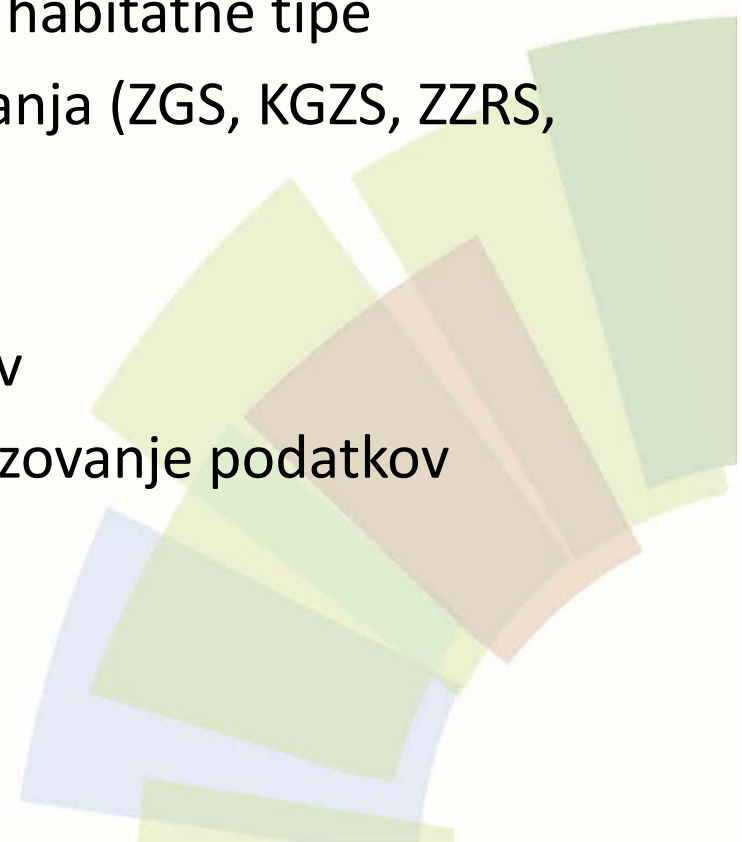 habitatne tipe
anja (ZGS, KGZS, ZZRS,
v
zovanje podatkov